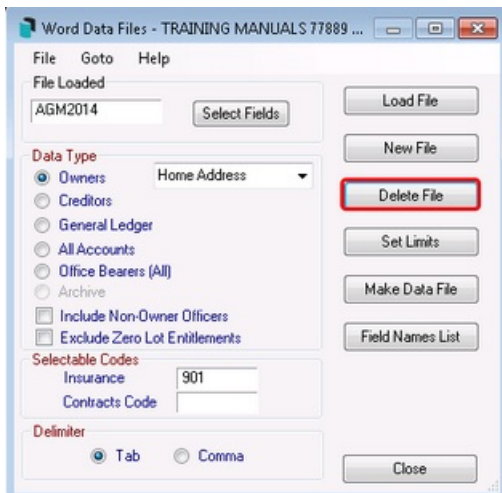 Word Data Files - TRAINING MANUALS 77889 ...
File Goto Help
File Loaded
AGM2014
Select Fields
Load File
New File
Delete File
Set Limits
Make Data File
Field Names List
Close
Data Type
Owners
Home Address
Creditors
General Ledger
All Accounts
Office Bearers (All)
Archive
Include Non-Owner Officers
Exclude Zero Lot Entitlements
Selectable Codes
Insurance 901
Contracts Code
Delimiter
Tab Comma